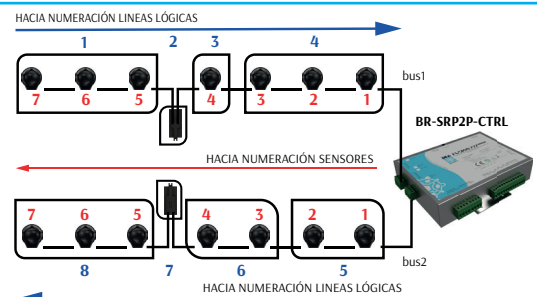 HACIA NUMERACIÓN LINEAS LÓGICAS
1 2 3 4
7 6 5 4 3 2 1
bus1
BR-SRP2P-CTRL
HACIA NUMERACIÓN SENSORES
7 6 5 4 3 2 1
8 7 6 5
bus2
HACIA NUMERACIÓN LINEAS LÓGICAS